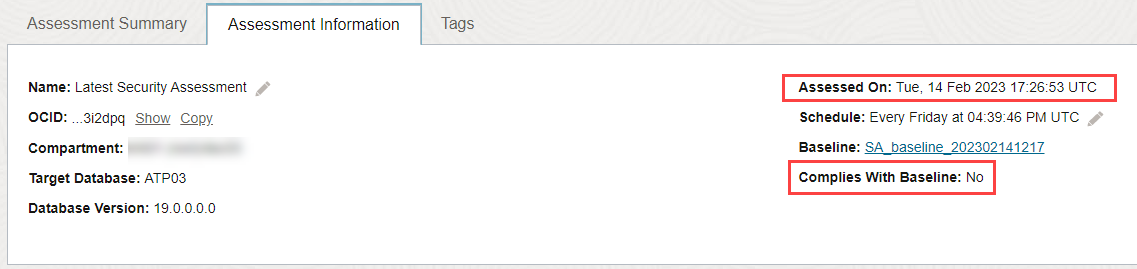 Assessment Summary
Assessment Information
Tags
Name: Latest Security Assessment
OCID: ...3i2dpq Show Copy
Compartment:
Target Database: ATP03
Database Version: 19.0.0.0.0
Assessed On: Tue, 14 Feb 2023 17:26:53 UTC
Schedule: Every Friday at 04:39:46 PM UTC
Baseline: SA_baseline_202302141217
Complies With Baseline: No